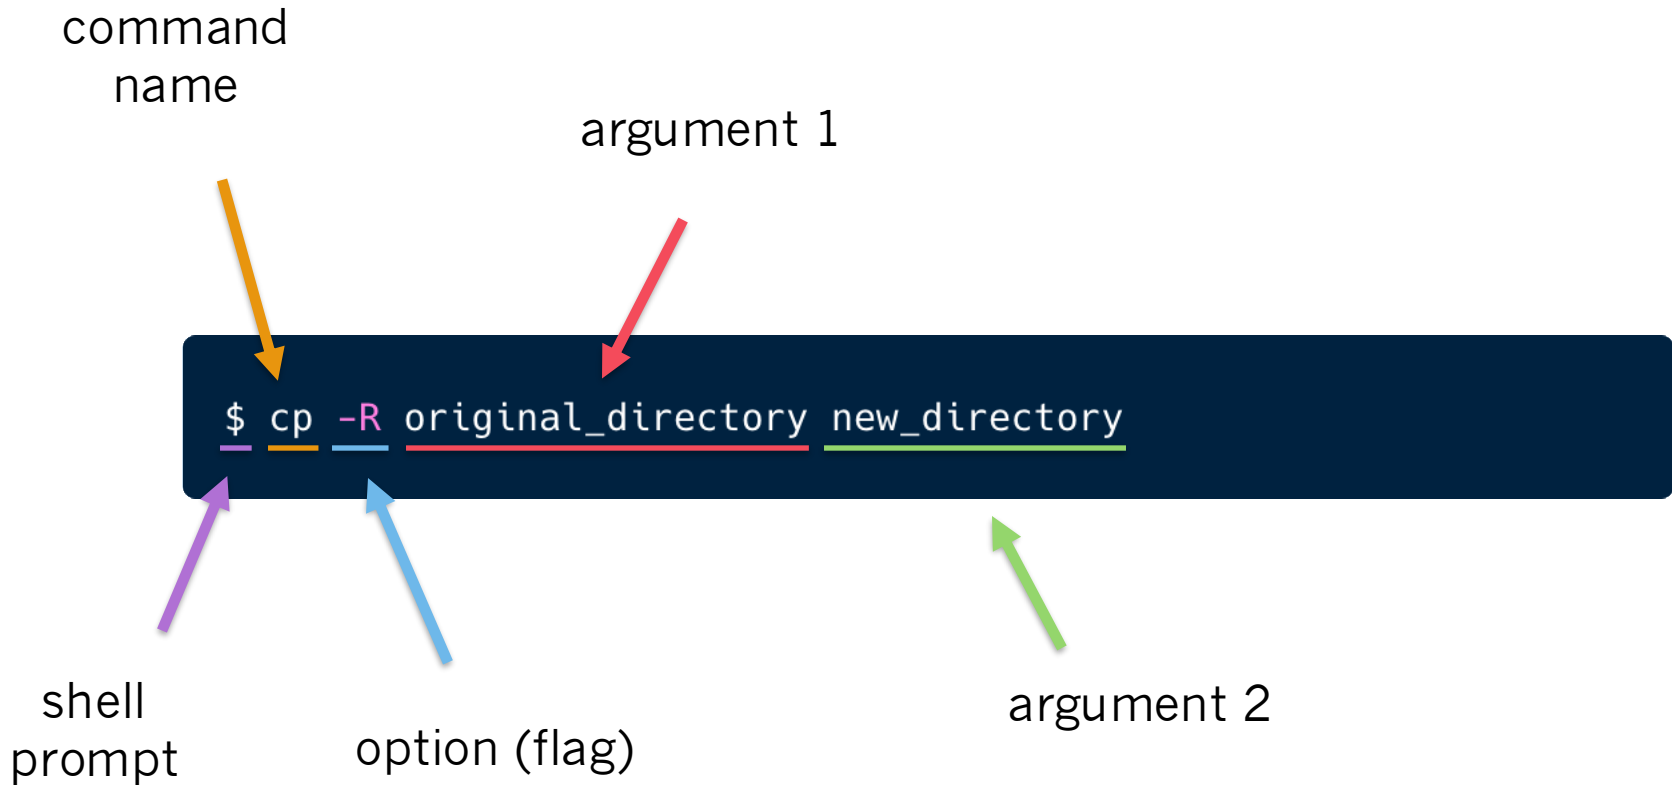 command
name
argument 1
$ cp -R original_directory new_directory
shell
prompt
option (flag)
argument 2